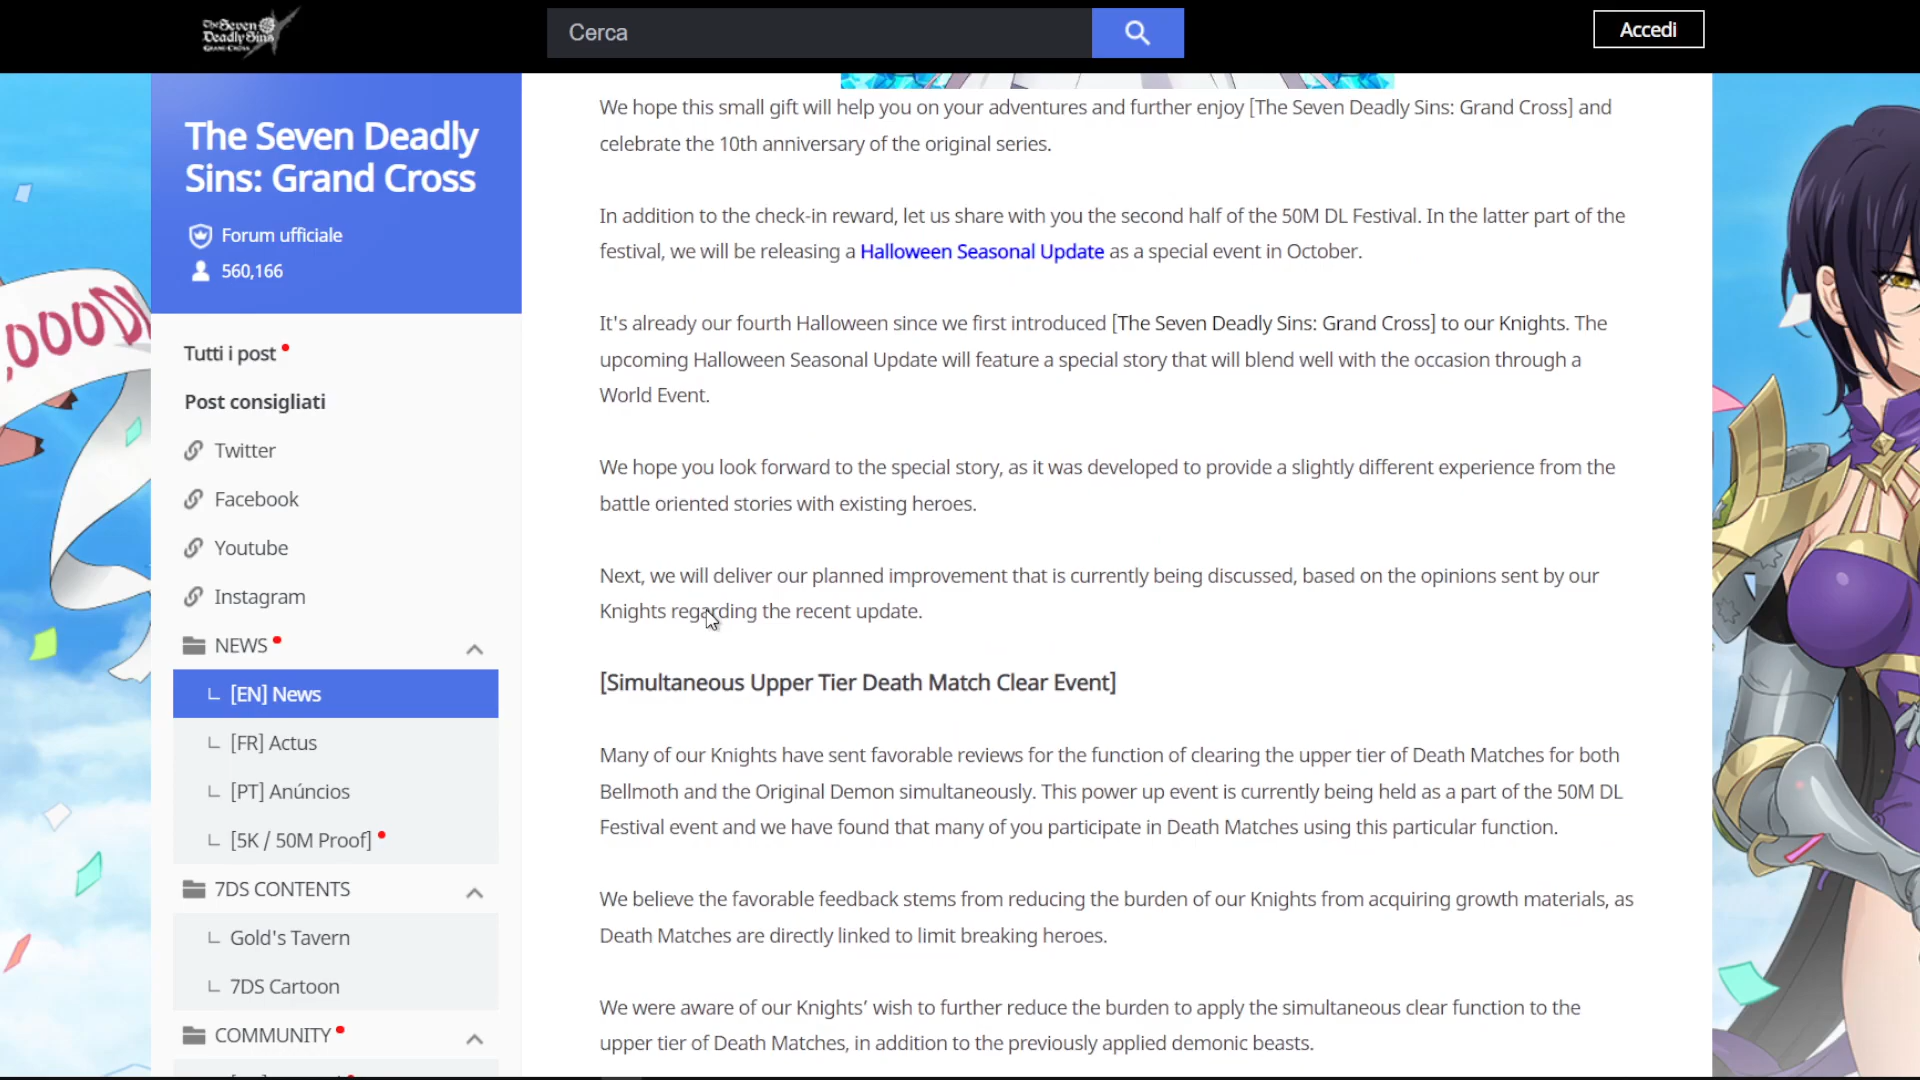 The Seven
Deadly Sins
GRAND CROSS
Cerca
Accedi
The Seven Deadly
Sins: Grand Cross
Forum ufficiale
560,166
Tutti i post
Post consigliati
Twitter
Facebook
Youtube
Instagram
NEWS
[EN] News
[FR] Actus
[PT] Anúncios
[5K / 50M Proof]
7DS CONTENTS
Gold's Tavern
7DS Cartoon
COMMUNITY
We hope this small gift will help you on your adventures and further enjoy [The Seven Deadly Sins: Grand Cross] and
celebrate the 10th anniversary of the original series.
In addition to the check-in reward, let us share with you the second half of the 50M DL Festival. In the latter part of the
festival, we will be releasing a Halloween Seasonal Update as a special event in October.
It's already our fourth Halloween since we first introduced [The Seven Deadly Sins: Grand Cross] to our Knights. The
upcoming Halloween Seasonal Update will feature a special story that will blend well with the occasion through a
World Event.
We hope you look forward to the special story, as it was developed to provide a slightly different experience from the
battle oriented stories with existing heroes.
Next, we will deliver our planned improvement that is currently being discussed, based on the opinions sent by our
Knights regarding the recent update.
[Simultaneous Upper Tier Death Match Clear Event]
Many of our Knights have sent favorable reviews for the function of clearing the upper tier of Death Matches for both
Bellmoth and the Original Demon simultaneously. This power up event is currently being held as a part of the 50M DL
Festival event and we have found that many of you participate in Death Matches using this particular function.
We believe the favorable feedback stems from reducing the burden of our Knights from acquiring growth materials, as
Death Matches are directly linked to limit breaking heroes.
We were aware of our Knights' wish to further reduce the burden to apply the simultaneous clear function to the
upper tier of Death Matches, in addition to the previously applied demonic beasts.